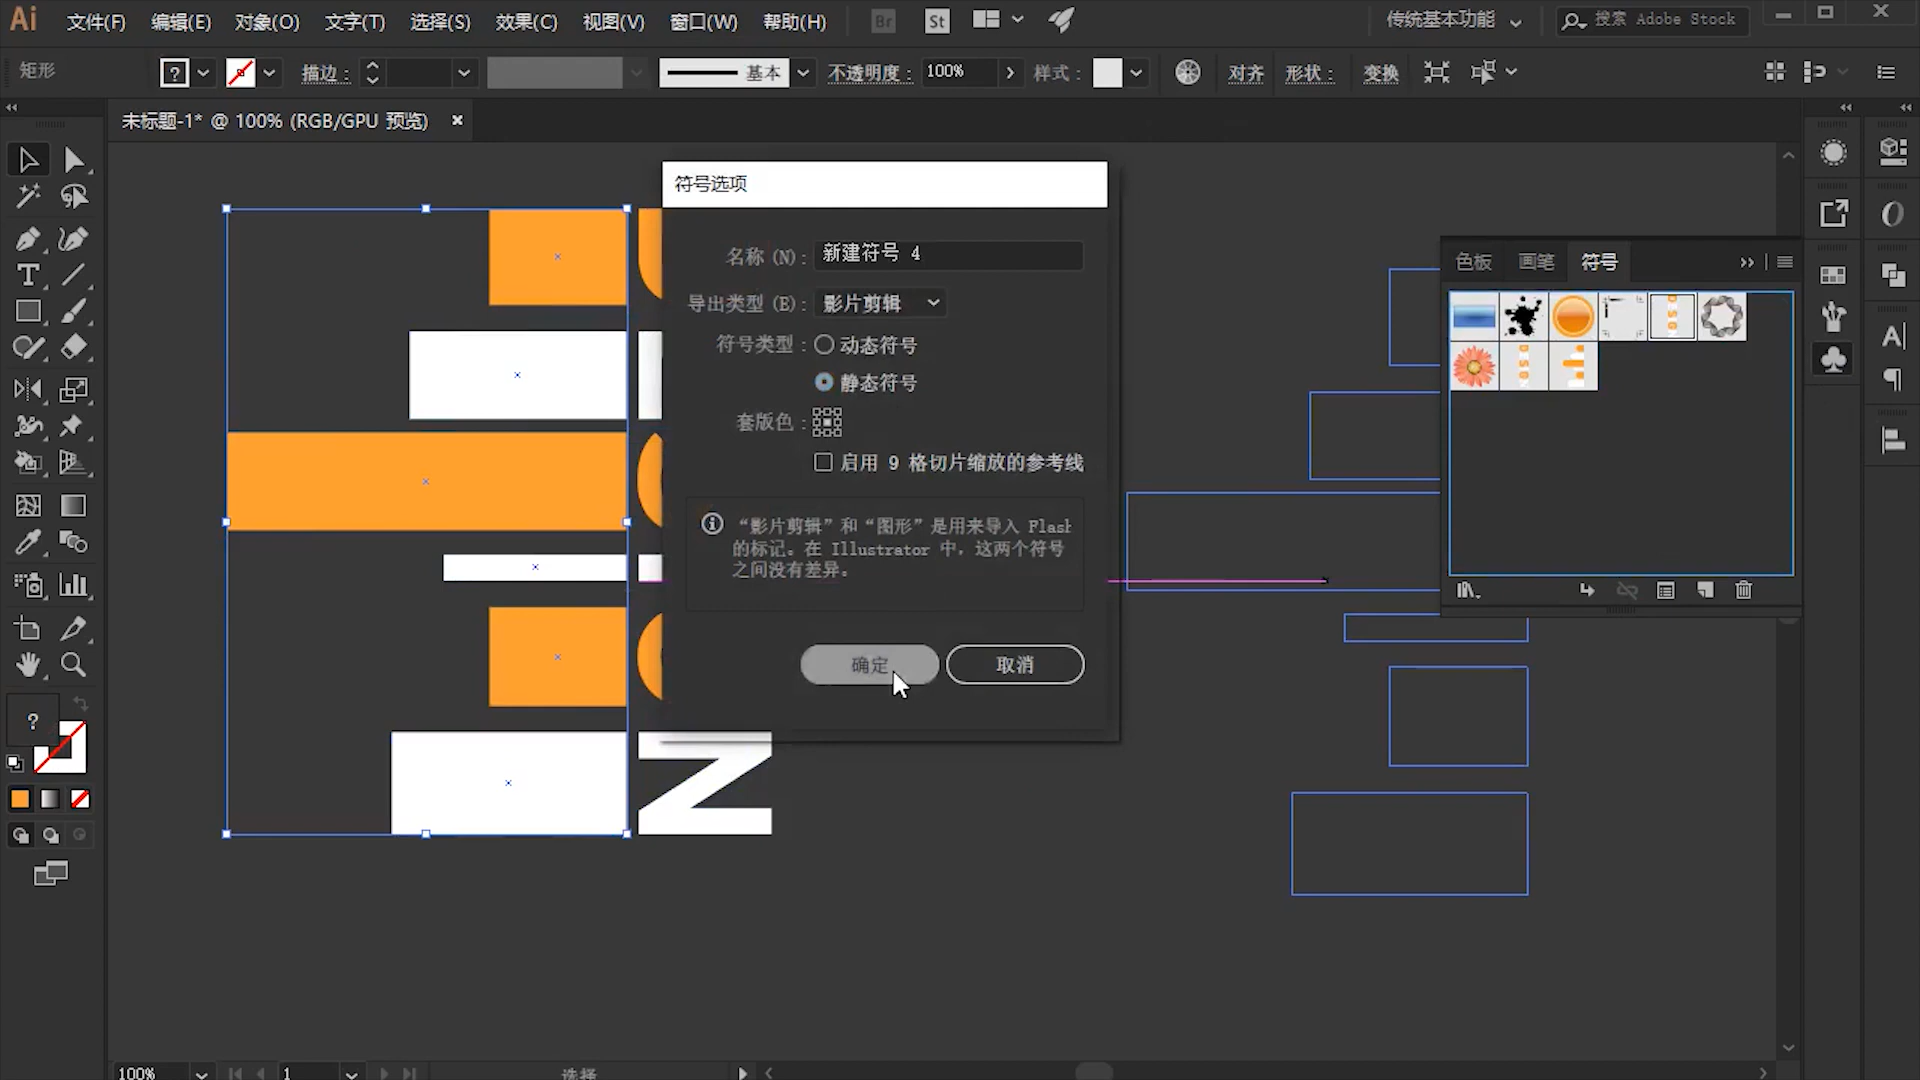 Ai 文件(F) 编辑(E) 对象(O) 文字(T) 选择(S) 效果(C) 视图(V) 窗口(W) 帮助(H) Br St 传统基本功能 搜索 Adobe Stock
矩形 ? 描边: 基本 不透明度: 100% 样式: 对齐 形状: 变换
未标题-1* @ 100% (RGB/GPU 预览)
符号选项
名称 (N): 新建符号 4
导出类型 (E): 影片剪辑
符号类型: 动态符号
静态符号
套版色:
启用 9 格切片缩放的参考线
“影片剪辑”和“图形”是用来导入 Flash
的标记。在 Illustrator 中，这两个符号
之间没有差异。
确定 取消
色板 画笔 符号
N
?
100% 1 选择